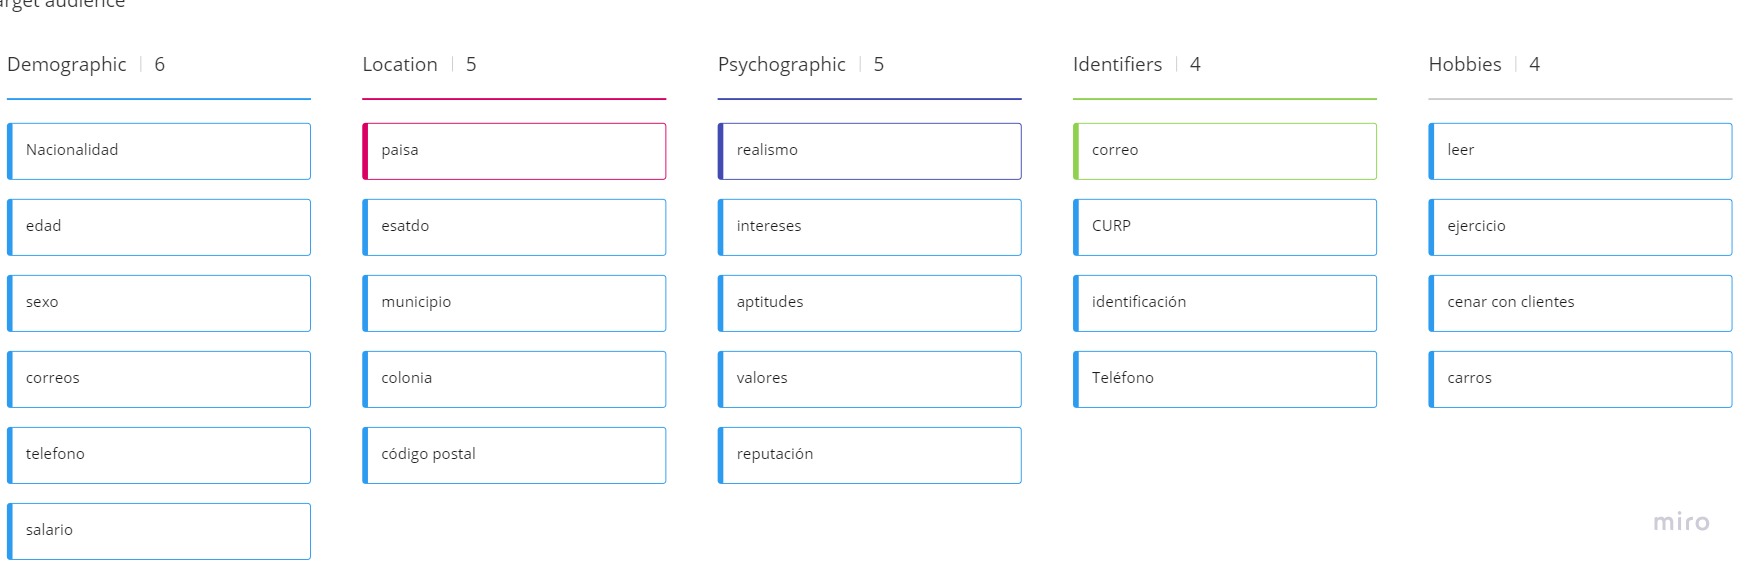 arget audience
Demographic | 6
Nacionalidad
edad
sexo
correos
telefono
salario
Location | 5
paisa
esatdo
municipio
colonia
código postal
Psychographic | 5
realismo
intereses
aptitudes
valores
reputación
Identifiers | 4
correo
CURP
identificación
Teléfono
Hobbies | 4
leer
ejercicio
cenar con clientes
carros
miro